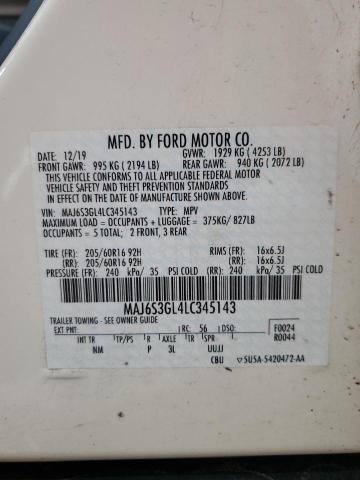 MFD. BY FORD MOTOR CO.
DATE: 12/19 GVWR: 1929 KG ( 4253 LB)
FRONT GAWR: 995 KG ( 2194 LB) REAR GAWR: 940 KG ( 2072 LB)
THIS VEHICLE CONFORMS TO ALL APPLICABLE FEDERAL MOTOR
VEHICLE SAFETY AND BUMPER STANDARDS
IN EFFECT ON THE DATE OF MANUFACTURE SHOWN ABOVE.
VIN: MAJ6S3GL4LC345143 TYPE: MPV
MAXIMUM LOAD = OCCUPANTS + LUGGAGE = 375KG/ 827LB
OCCUPANTS = 5 TOTAL; 2 FRONT, 3 REAR
TIRE (FR): 205/60R16 92H RIMS (FR): 16x6.5J
(RR): 205/60R16 92H (RR): 16x6.5J
PRESSURE (FR): 240 kPa/ 35 PSI COLD (RR): 240 kPa/ 35 PSI COLD
MAJ6S3GL4LC345143
TRAILER TOWING - SEE OWNER GUIDE
EXT PNT: RC: 56 DSO: F0024
R0044
INT TR TP/PS R AXLE TR SPR
NM P 3L UUJJ
CBU 5U5A-S420472-AA